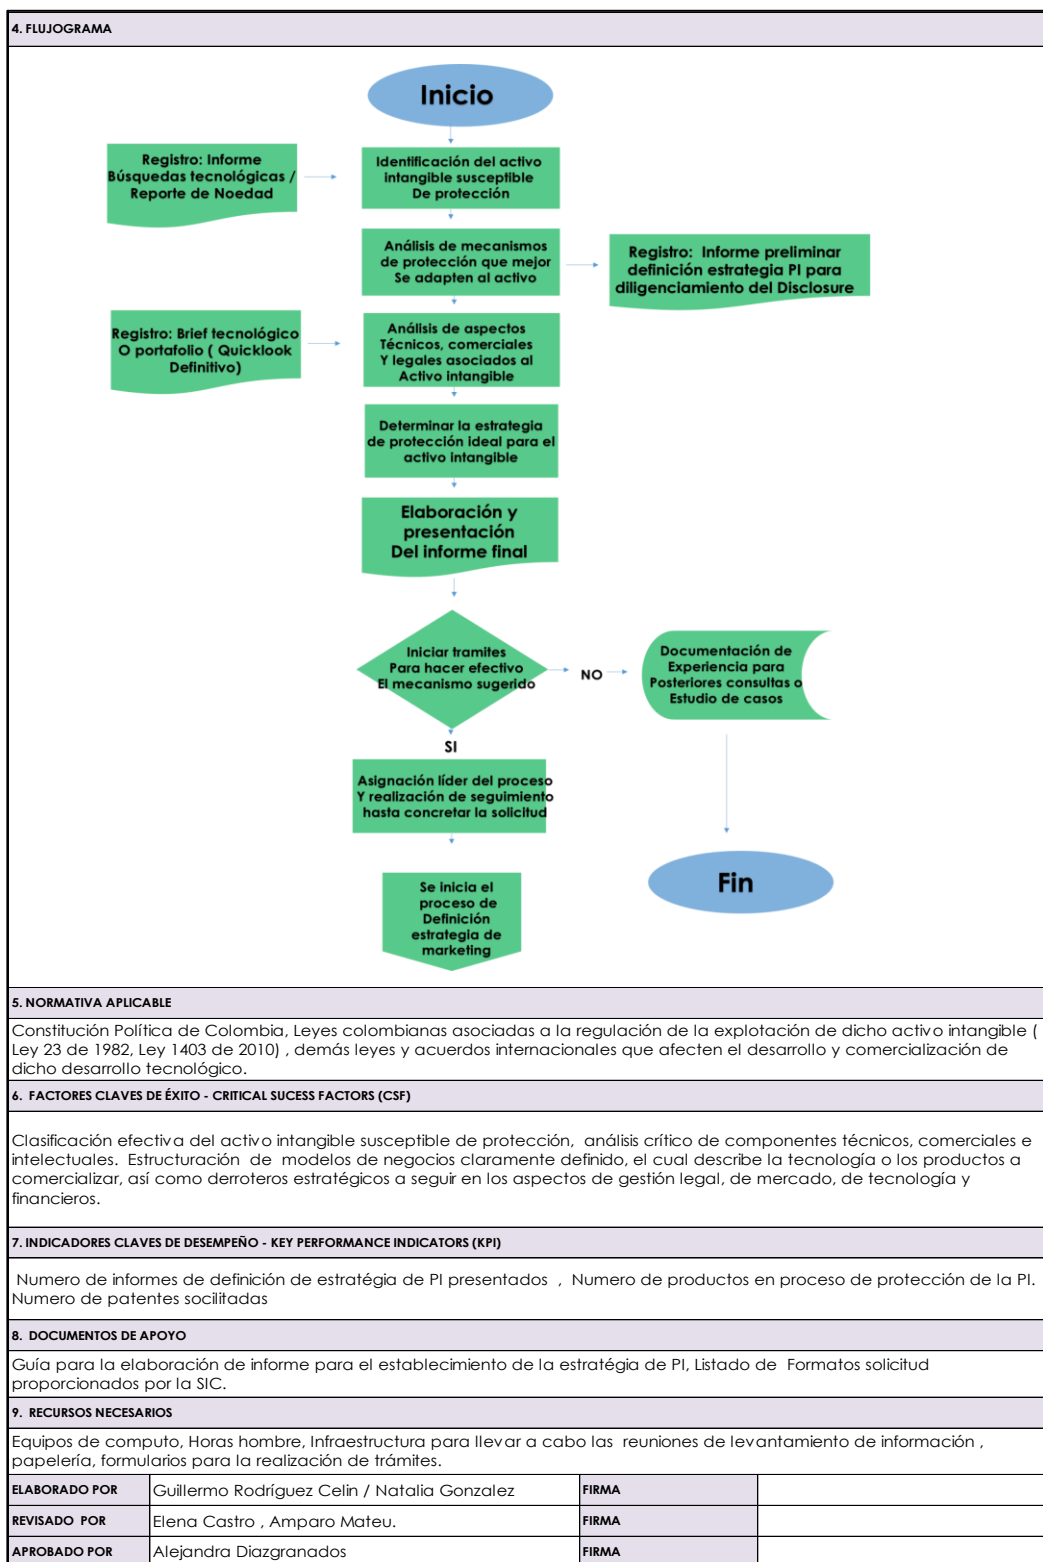 4. FLUJOGRAMA
Inicio
Registro: Informe
Búsquedas tecnológicas /
Reporte de Noedad
Identificación del activo
intangible susceptible
De protección
Análisis de mecanismos
de protección que mejor
Se adapten al activo
Registro: Informe preliminar
definición estrategia PI para
diligenciamiento del Disclosure
Registro: Brief tecnológico
O portafolio ( Quicklook
Definitivo)
Análisis de aspectos
Técnicos, comerciales
Y legales asociados al
Activo intangible
Determinar la estrategia
de protección ideal para el
activo intangible
Elaboración y
presentación
Del informe final
Iniciar tramites
Para hacer efectivo
El mecanismo sugerido
NO
Documentación de
Experiencia para
Posteriores consultas o
Estudio de casos
SI
Asignación líder del proceso
Y realización de seguimiento
hasta concretar la solicitud
Fin
Se inicia el
proceso de
Definición
estrategia de
marketing
5. NORMATIVA APLICABLE
Constitución Política de Colombia, Leyes colombianas asociadas a la regulación de la explotación de dicho activo intangible (
Ley 23 de 1982, Ley 1403 de 2010) , demás leyes y acuerdos internacionales que afecten el desarrollo y comercialización de
dicho desarrollo tecnológico.
6. FACTORES CLAVES DE ÉXITO - CRITICAL SUCESS FACTORS (CSF)
Clasificación efectiva del activo intangible susceptible de protección, análisis crítico de componentes técnicos, comerciales e
intelectuales. Estructuración de modelos de negocios claramente definido, el cual describe la tecnología o los productos a
comercializar, así como derroteros estratégicos a seguir en los aspectos de gestión legal, de mercado, de tecnología y
financieros.
7. INDICADORES CLAVES DE DESEMPEÑO - KEY PERFORMANCE INDICATORS (KPI)
Numero de informes de definición de estratégia de PI presentados , Numero de productos en proceso de protección de la PI.
Numero de patentes socilitadas
8. DOCUMENTOS DE APOYO
Guía para la elaboración de informe para el establecimiento de la estratégia de PI, Listado de Formatos solicitud
proporcionados por la SIC.
9. RECURSOS NECESARIOS
Equipos de computo, Horas hombre, Infraestructura para llevar a cabo las reuniones de levantamiento de información ,
papelería, formularios para la realización de trámites.
ELABORADO POR Guillermo Rodríguez Celin / Natalia Gonzalez FIRMA
REVISADO POR Elena Castro , Amparo Mateu. FIRMA
APROBADO POR Alejandra Diazgranados FIRMA